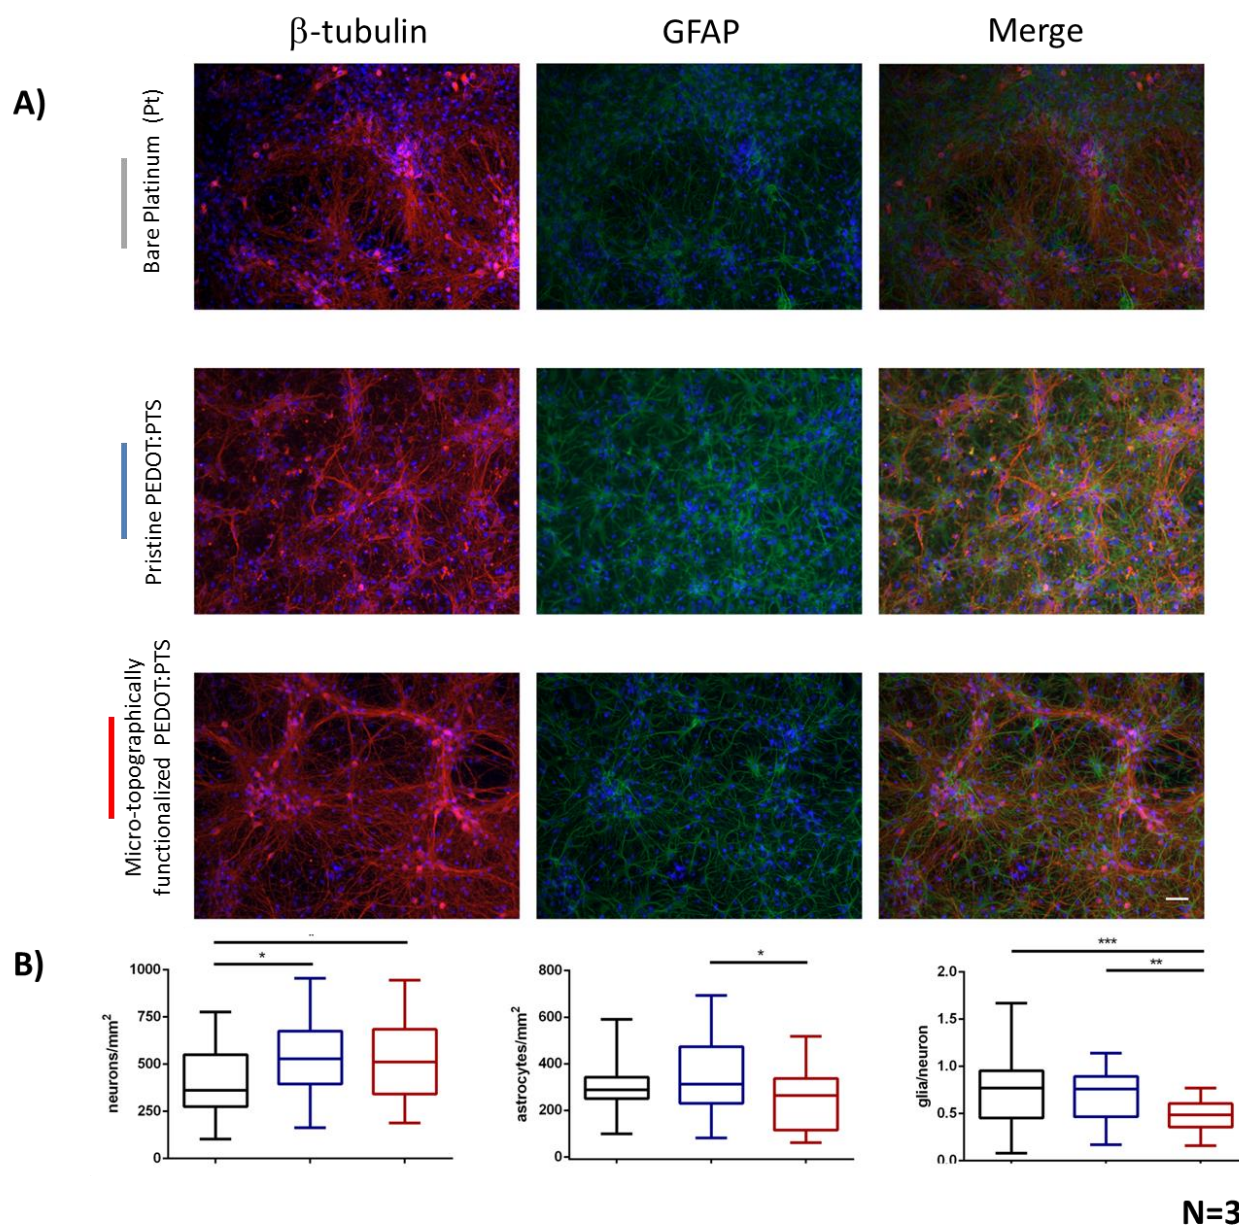 β-tubulin GFAP Merge
A)
Bare Platinum (Pt)
Pristine PEDOT:PTS
Micro-topographically
functionalized PEDOT:PTS
B)
*
neurons/mm²
1000
750
500
250
0
*
astrocytes/mm²
800
600
400
200
0
***
**
glia/neuron
2.0
1.5
1.0
0.5
0.0
N=3